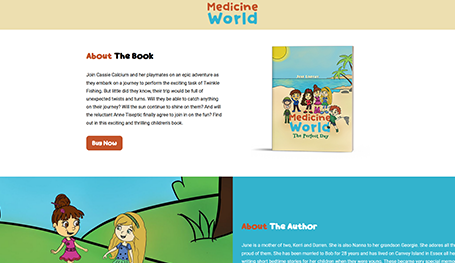 Medicine
World
About The Book
Join Cassie Calcium and her playmates on an epic adventure as
they embark on a journey to perform the exciting task of Twinkle
Fishing. But little did they know, their trip would be full of
unexpected twists and turns. Will they be able to catch anything
on their journey? Will the sun continue to shine on them? And will
the reluctant Anne Tiseptic finally agree to join in on the fun? Find
out in this exciting and thrilling children's book.
Buy Now
Medicine
World
The Perfect Day
About The Author
Jane is a mother of two, Kerri and Darren. She is also Nanna to her grandson Georgie. She adores all th
proud of them. She has been married to Bob for 28 years and has lived on Canvey Island in Essex all he
writing short bedtime stories for her children when they were young. These became very special memo